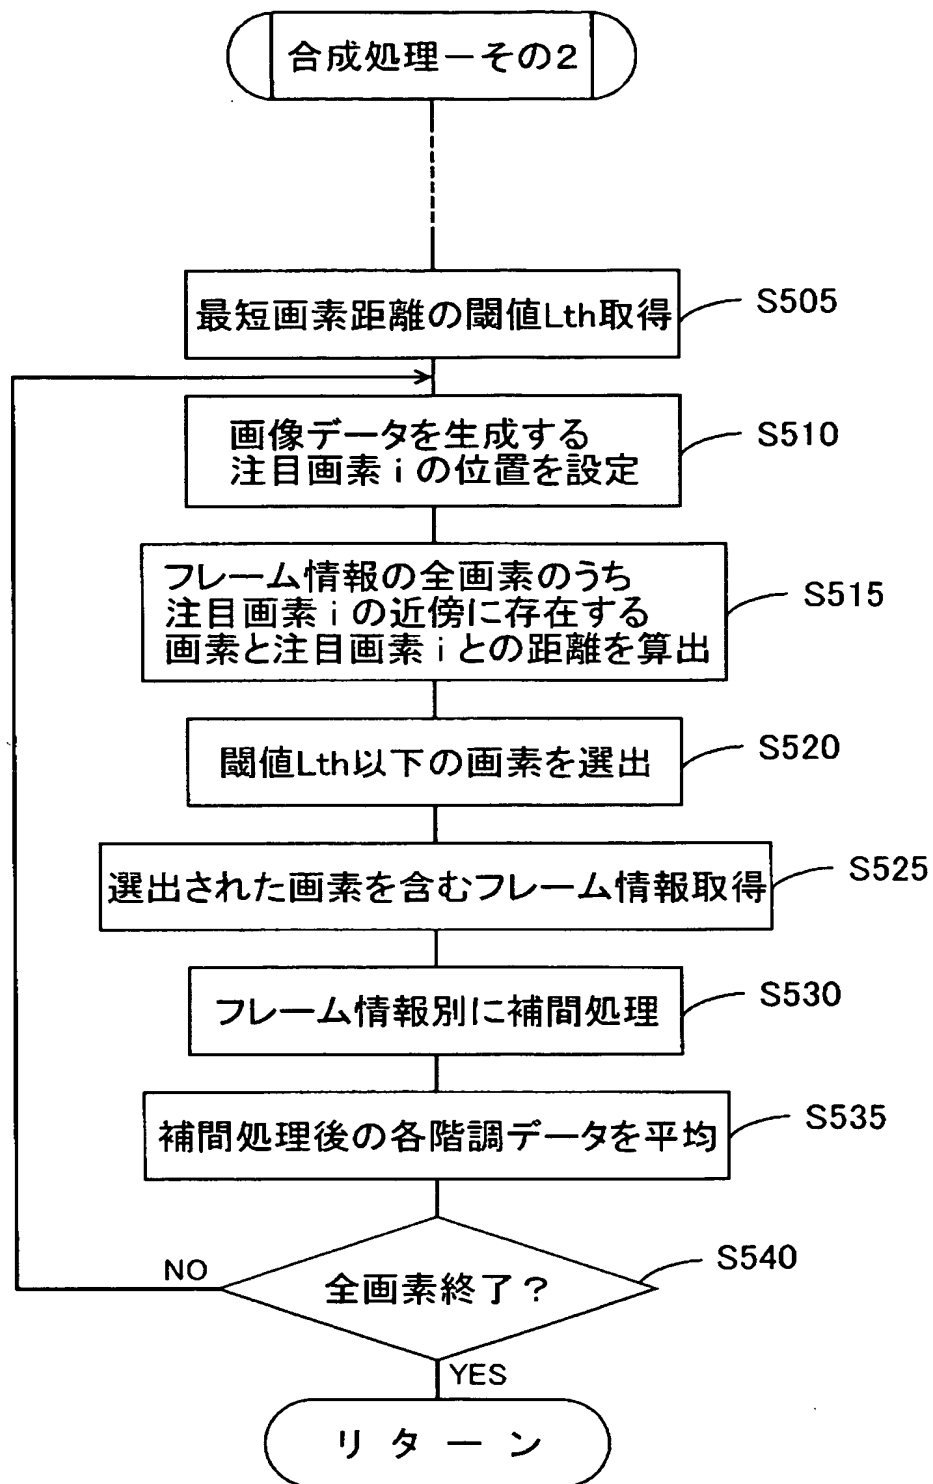 合成処理－その2
最短画素距離の閾値Lth取得
S505
画像データを生成する
注目画素iの位置を設定
S510
フレーム情報の全画素のうち
注目画素iの近傍に存在する
画素と注目画素iとの距離を算出
S515
閾値Lth以下の画素を選出
S520
選出された画素を含むフレーム情報取得
S525
フレーム情報別に補間処理
S530
補間処理後の各階調データを平均
S535
全画素終了？
S540
NO
YES
リターン